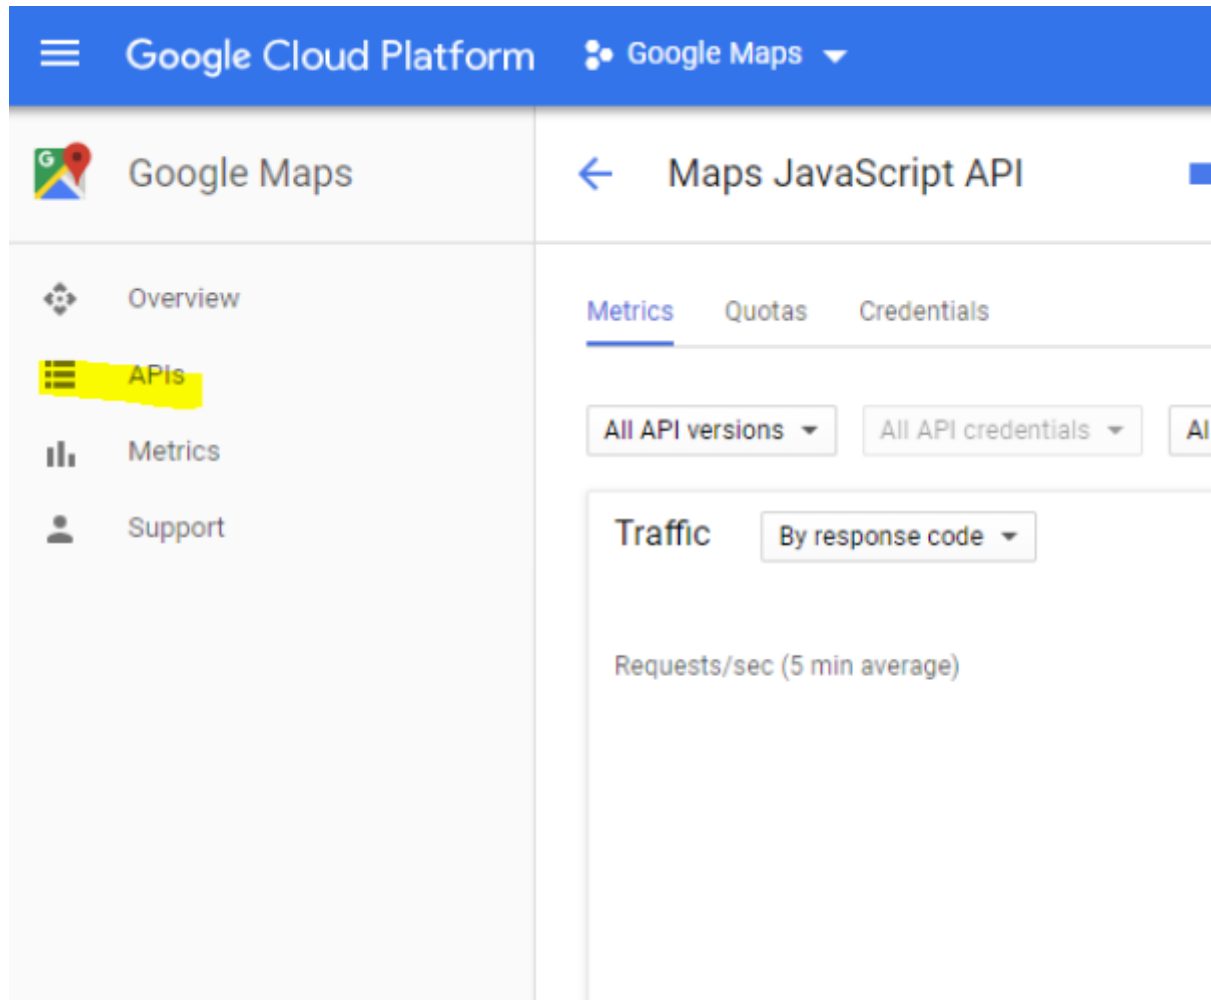 Google Cloud Platform Google Maps
G Google Maps
Maps JavaScript API
Overview
APIs
Metrics
Support
Metrics Quotas Credentials
All API versions All API credentials
Traffic By response code
Requests/sec (5 min average)